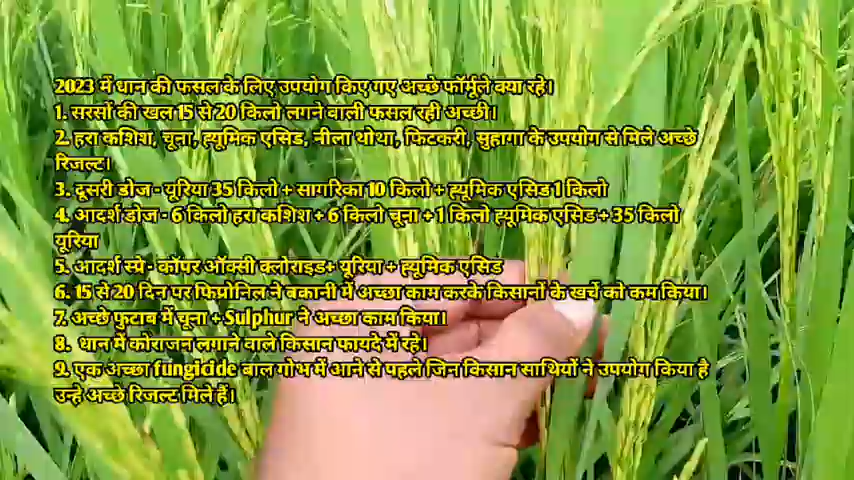 2023 में धान की फसल के लिए उपयोग किए गए अच्छे फॉर्मूले क्या रहे।
1. सरसों की खल 15 से 20 किलो लगने वाली फसल रही अच्छी।
2. हरा कशिश, चूना, ह्यूमिक एसिड, नीला थोथा, फिटकरी, सुहागा के उपयोग से मिले अच्छे
रिजल्ट।
3. दूसरी डोज - यूरिया 35 किलो + सागरिका 10 किलो + ह्यूमिक एसिड 1 किलो
4. आदर्श डोज - 6 किलो हरा कशिश + 6 किलो चूना + 1 किलो ह्यूमिक एसिड + 35 किलो
यूरिया
5. आदर्श स्प्रे - कॉपर ऑक्सी क्लोराइड+ यूरिया + ह्यूमिक एसिड
6. 15 से 20 दिन पर फिप्रोनिल ने बकानी में अच्छा काम करके किसानों के खर्चे को कम किया।
7. अच्छे फुटाब में चूना + Sulphur ने अच्छा काम किया।
8. धान में कोराजन लगाने वाले किसान फायदे में रहे।
9. एक अच्छा fungicide बाल गोभ में आने से पहले जिन किसान साथियों ने उपयोग किया है
उन्हे अच्छे रिजल्ट मिले हैं।